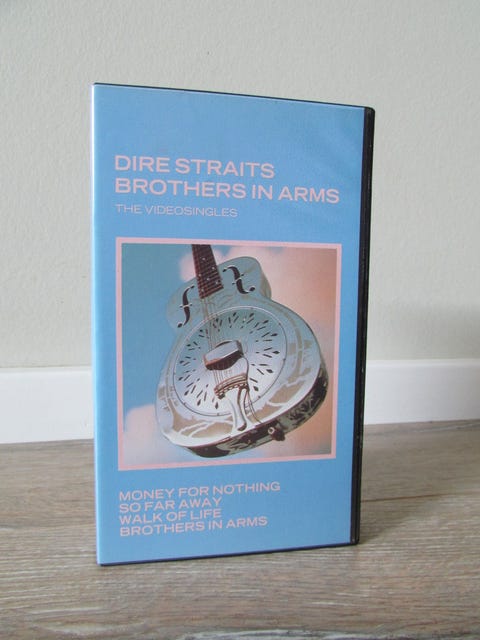 DIRE STRAITS
BROTHERS IN ARMS
THE VIDEOSINGLES
MONEY FOR NOTHING
SO FAR AWAY
WALK OF LIFE
BROTHERS IN ARMS